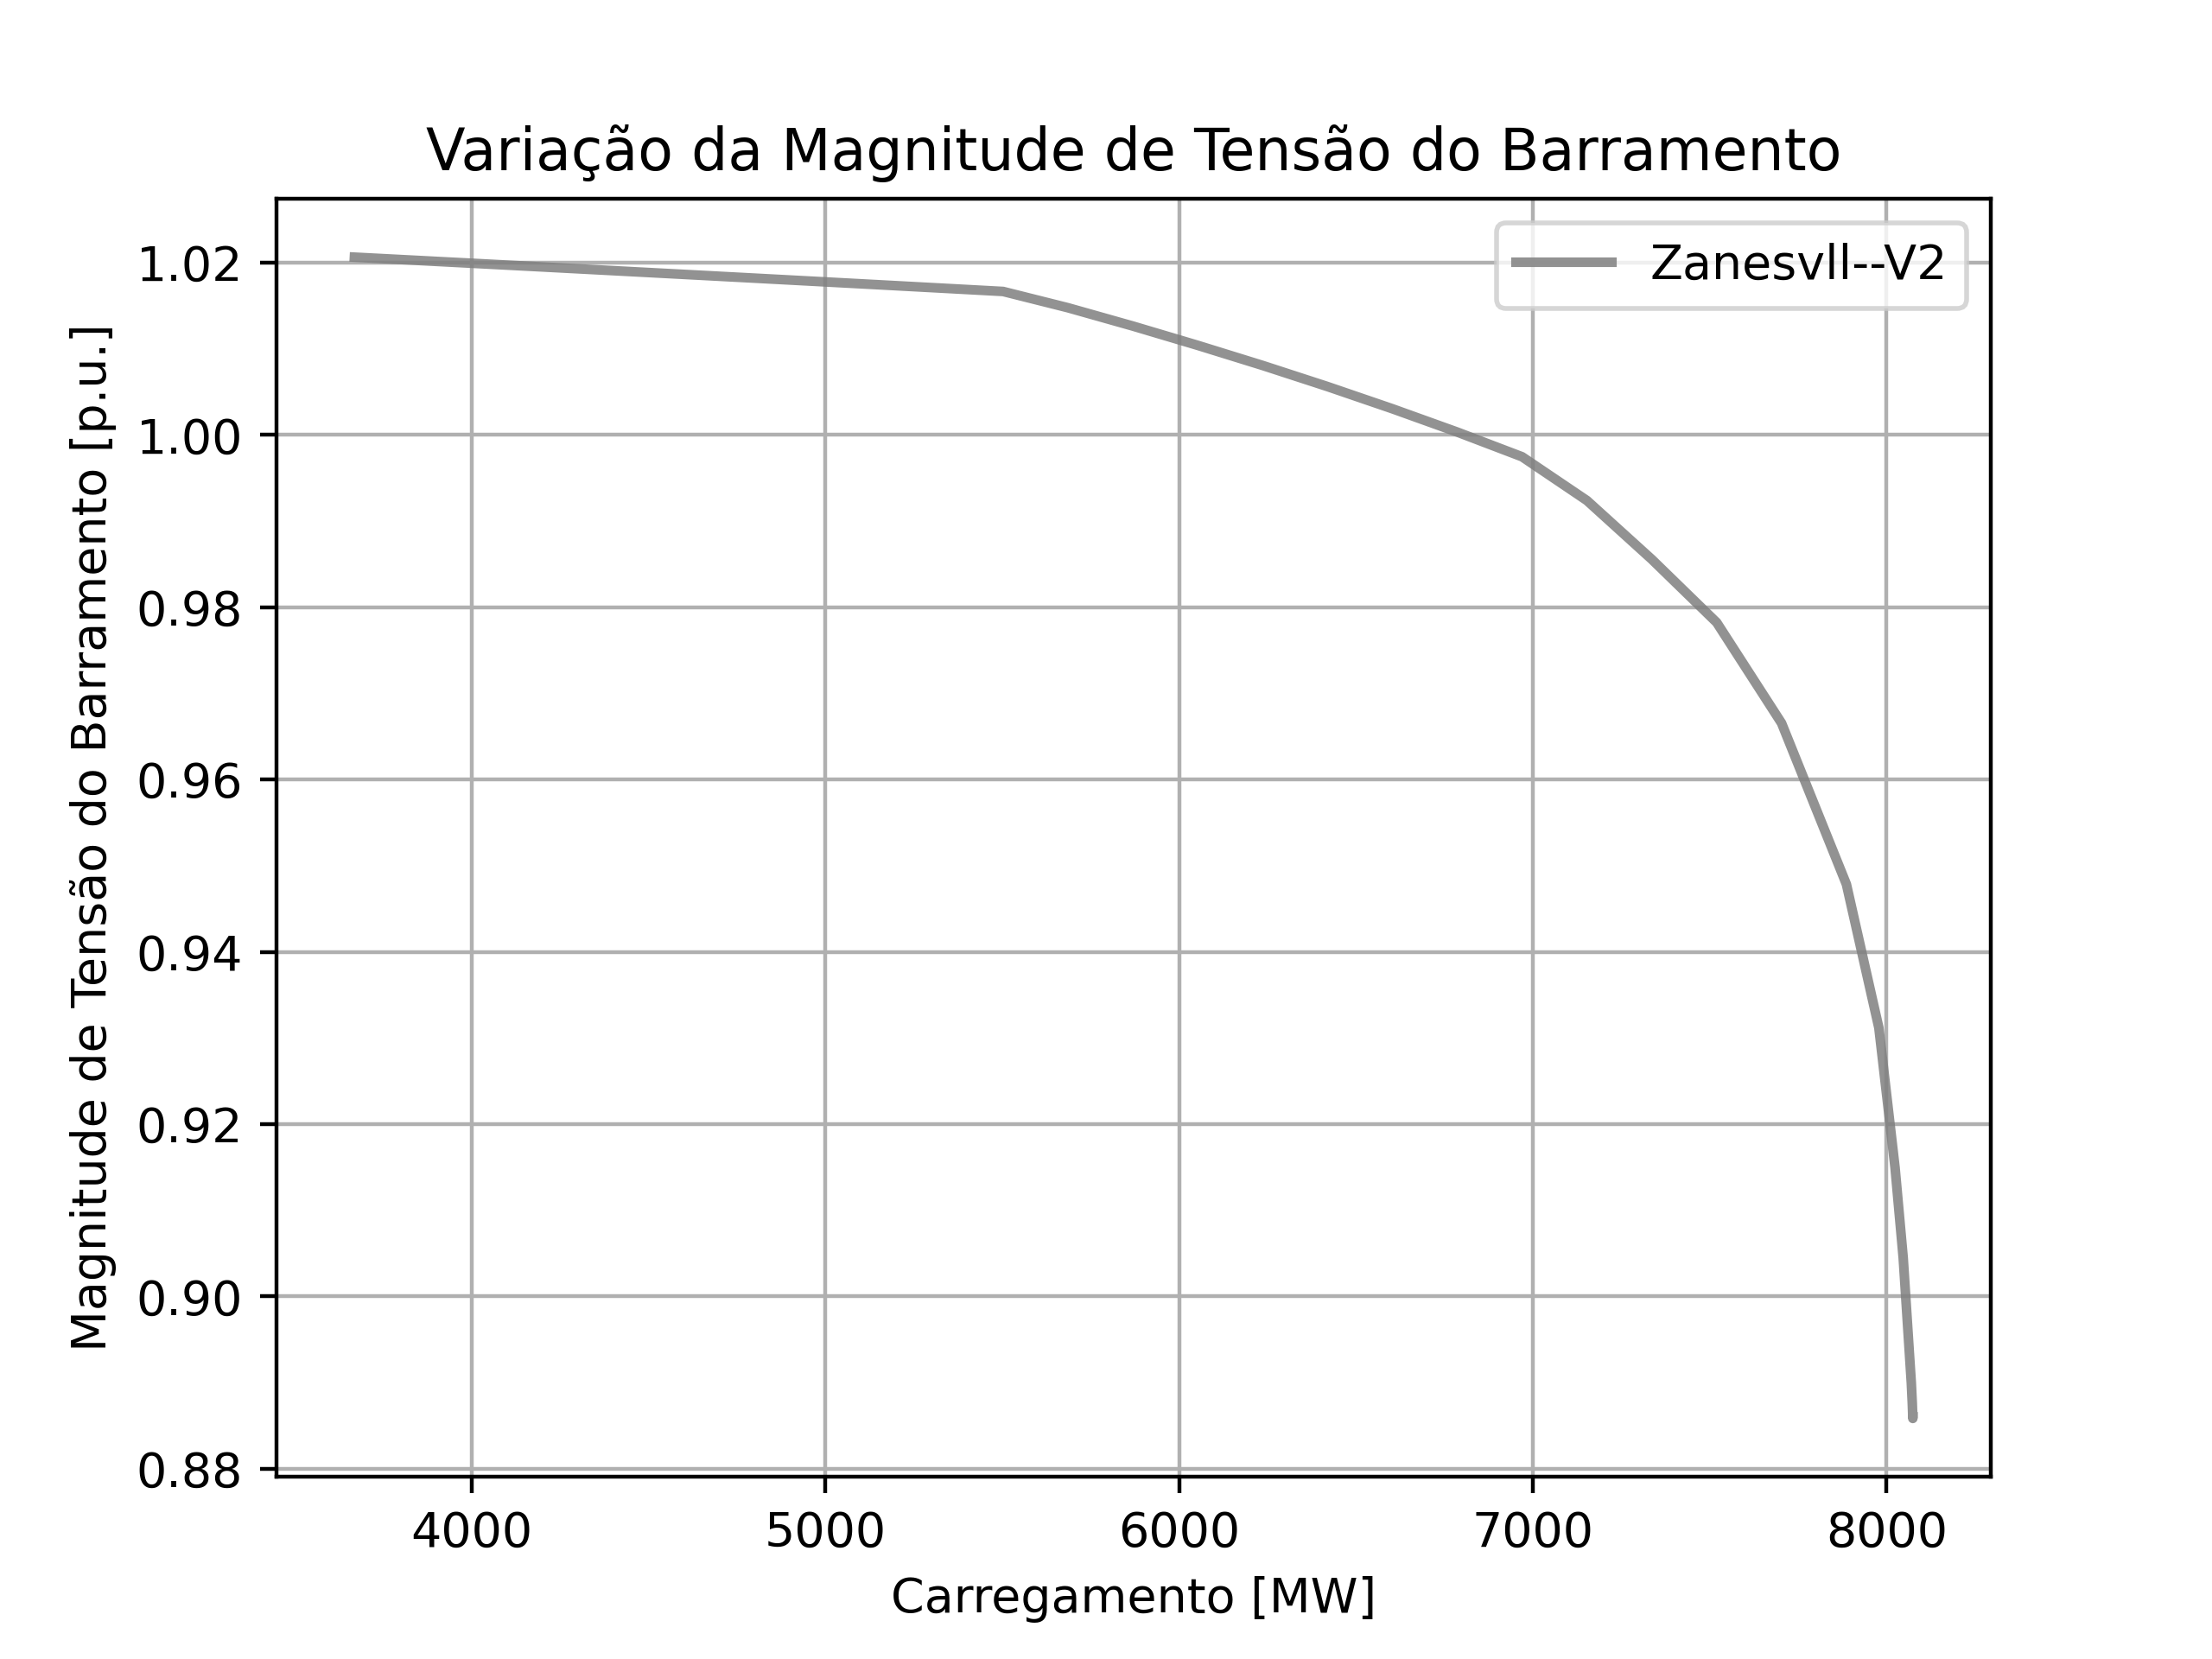 Variação da Magnitude de Tensão do Barramento
Zanesvll--V2
Magnitude de Tensão do Barramento [p.u.]
1.02
1.00
0.98
0.96
0.94
0.92
0.90
0.88
4000 5000 6000 7000 8000
Carregamento [MW]